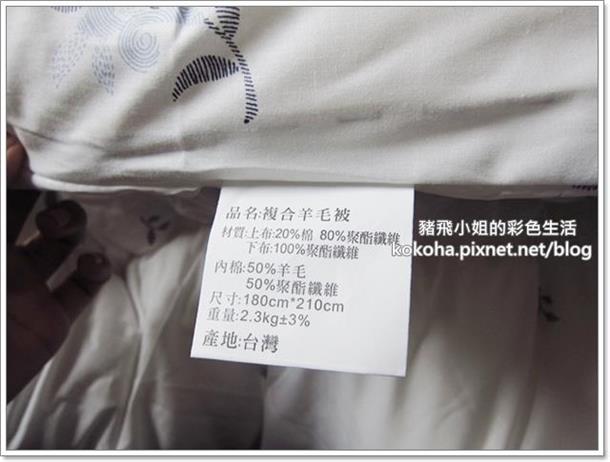 品名:複合羊毛被
材質:上布:20%棉 80%聚酯纖維
下布:100%聚酯纖維
內棉:50%羊毛
50%聚酯纖維
尺寸:180cm*210cm
重量:2.3kg±3%
產地:台灣
豬飛小姐的彩色生活
kokoha.pixnet.net/blog